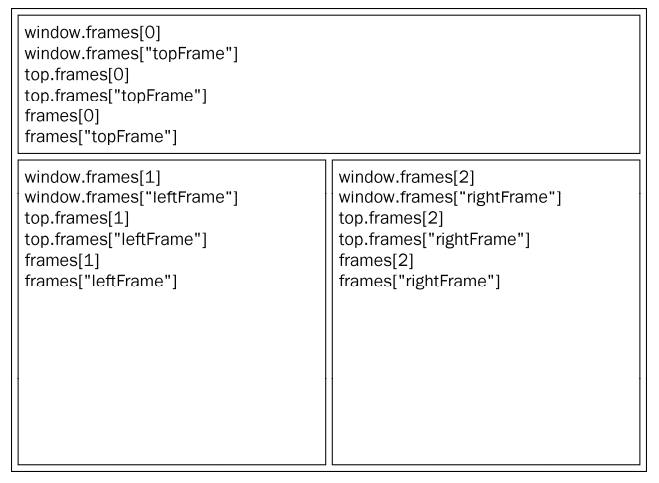 window.frames[0]
window.frames["topFrame"]
top.frames[0]
top.frames["topFrame"]
frames[0]
frames["topFrame"]
window.frames[1]
window.frames["leftFrame"]
top.frames[1]
top.frames["leftFrame"]
frames[1]
frames["leftFrame"]
window.frames[2]
window.frames["rightFrame"]
top.frames[2]
top.frames["rightFrame"]
frames[2]
frames["rightFrame"]